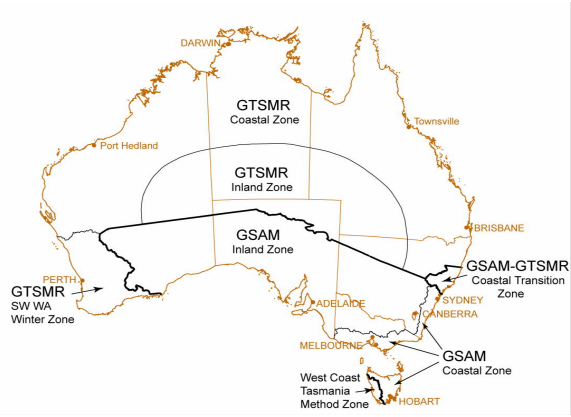 DARWIN
GTSMR
Coastal Zone
Townsville
Port Hedland
GTSMR
Inland Zone
BRISBANE
GSAM
Inland Zone
GSAM-GTSMR
Coastal Transition
Zone
PERTH
GTSMR
SW WA
Winter Zone
ADELAIDE
SYDNEY
CANBERRA
MELBOURNE
GSAM
Coastal Zone
West Coast
Tasmania
Method Zone
HOBART